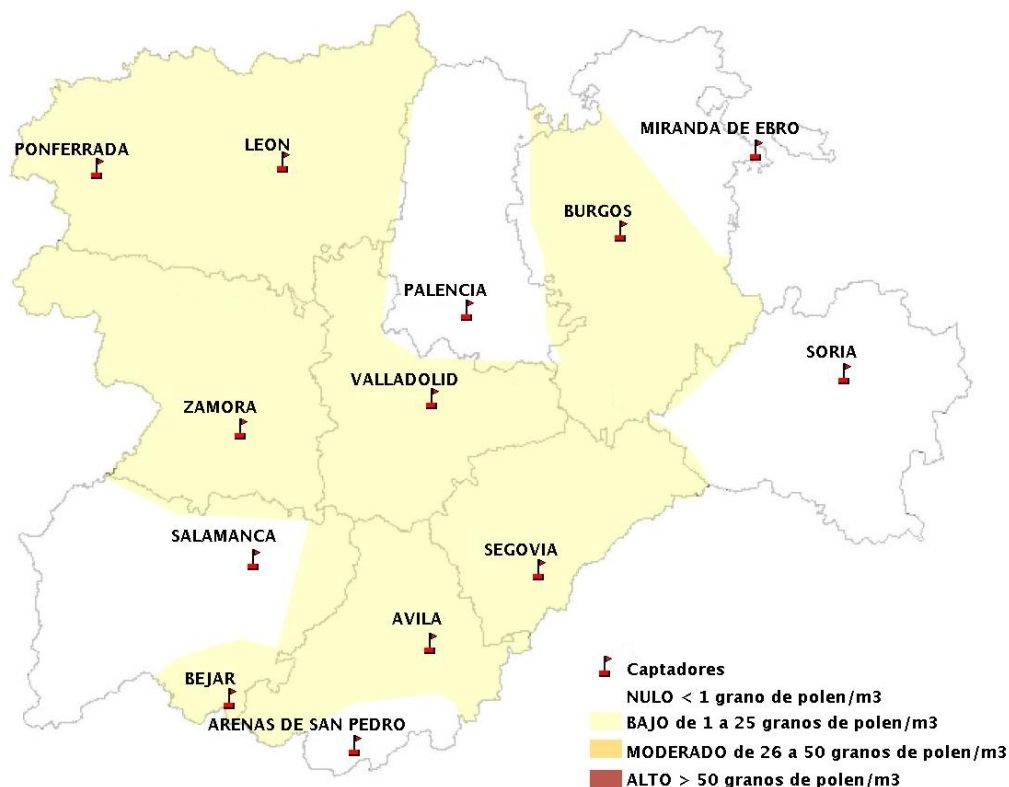 MIRANDA DE EBRO
PONFERRADA
LEON
BURGOS
PALENCIA
SORIA
VALLADOLID
ZAMORA
SALAMANCA
SEGOVIA
AVILA
BEJAR
ARENAS DE SAN PEDRO
Captadores
NULO < 1 grano de polen/m3
BAJO de 1 a 25 granos de polen/m3
MODERADO de 26 a 50 granos de polen/m3
ALTO > 50 granos de polen/m3